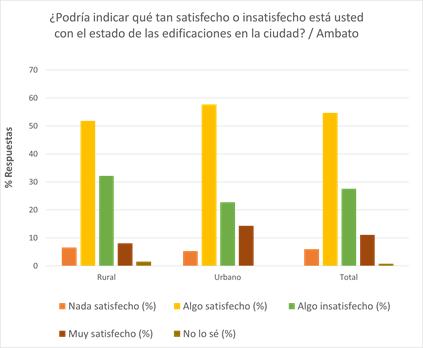 ¿Podría indicar qué tan satisfecho o insatisfecho está usted
con el estado de las edificaciones en la ciudad? / Ambato
% Respuestas
70
60
50
40
30
20
10
0
Rural
Urbano
Total
Nada satisfecho (%)
Algo satisfecho (%)
Algo insatisfecho (%)
Muy satisfecho (%)
No lo sé (%)